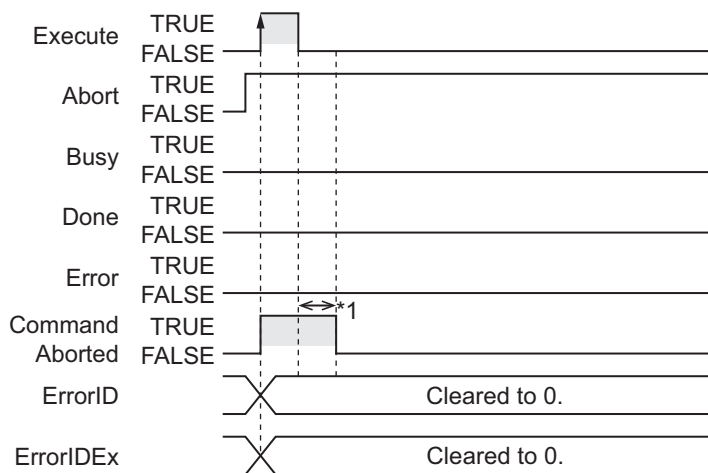 Execute TRUE
FALSE
Abort TRUE
FALSE
Busy TRUE
FALSE
Done TRUE
FALSE
Error TRUE
FALSE
*1
Command TRUE
Aborted FALSE
ErrorID Cleared to 0.
ErrorIDEx Cleared to 0.